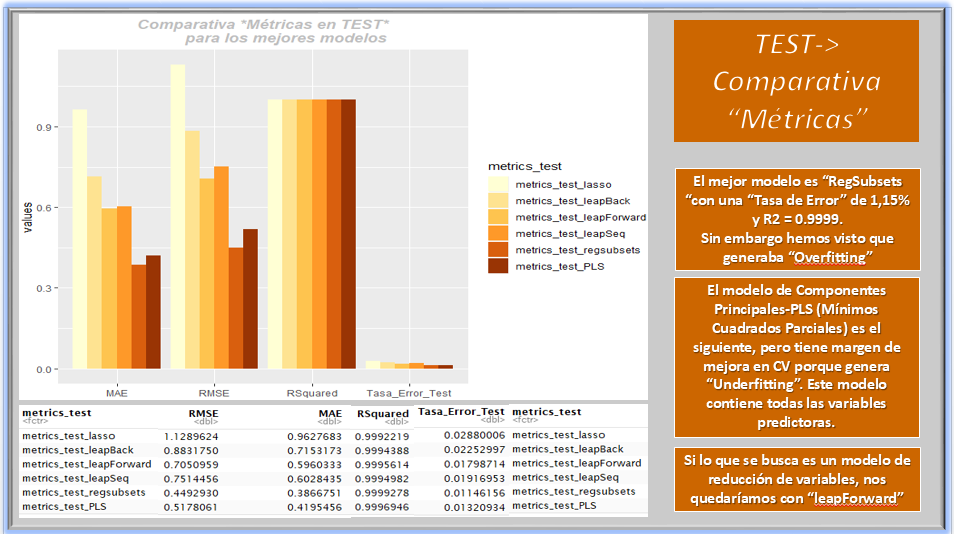 Comparativa *Métricas en TEST*
para los mejores modelos
values
0.9
0.6
0.3
0.0
MAE
RMSE
RSquared
Tasa_Error_Test
metrics_test
metrics_test_lasso
metrics_test_leapBack
metrics_test_leapForward
metrics_test_leapSeq
metrics_test_regsubsets
metrics_test_PLS
metrics_test RMSE MAE RSquared Tasa_Error_Test metrics_test
<fctr> <dbl> <dbl> <dbl> <dbl> <fctr>
metrics_test_lasso 1.1289624 0.9627683 0.9992219 0.02880006 metrics_test_lasso
metrics_test_leapBack 0.8831750 0.7153173 0.9994388 0.02252997 metrics_test_leapBack
metrics_test_leapForward 0.7050959 0.5960333 0.9995614 0.01798714 metrics_test_leapForward
metrics_test_leapSeq 0.7514456 0.6028435 0.9994982 0.01916953 metrics_test_leapSeq
metrics_test_regsubsets 0.4492930 0.3866751 0.9999278 0.01146156 metrics_test_regsubsets
metrics_test_PLS 0.5178061 0.4195456 0.9996946 0.01320934 metrics_test_PLS
TEST->
Comparativa
“Métricas”
El mejor modelo es “RegSubsets
“con una “Tasa de Error” de 1,15%
y R2 = 0.9999.
Sin embargo hemos visto que
generaba “Overfitting”
El modelo de Componentes
Principales-PLS (Mínimos
Cuadrados Parciales) es el
siguiente, pero tiene margen de
mejora en CV porque genera
“Underfitting”. Este modelo
contiene todas las variables
predictoras.
Si lo que se busca es un modelo de
reducción de variables, nos
quedaríamos con “leapForward”